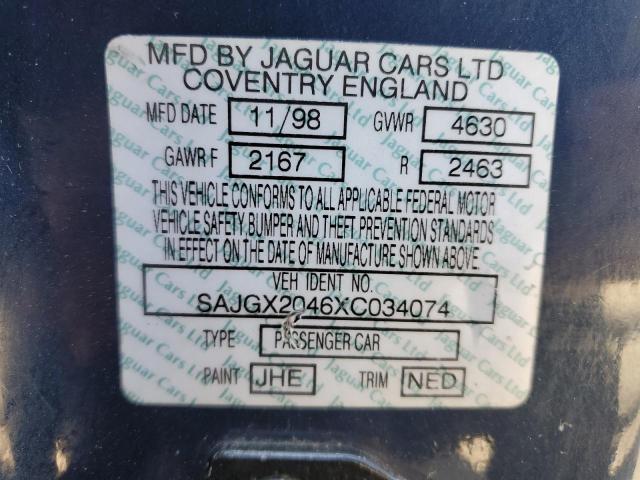 MFD BY JAGUAR CARS LTD
COVENTRY ENGLAND
MFD DATE 11/98 GVWR 4630
GAWR F 2167 R 2463
THIS VEHICLE CONFORMS TO ALL APPLICABLE FEDERAL MOTOR
VEHICLE SAFETY, BUMPER AND THEFT PREVENTION STANDARDS
IN EFFECT ON THE DATE OF MANUFACTURE SHOWN ABOVE.
VEH IDENT NO.
SAJGX2046XC034074
TYPE PASSENGER CAR
PAINT JHE TRIM NED